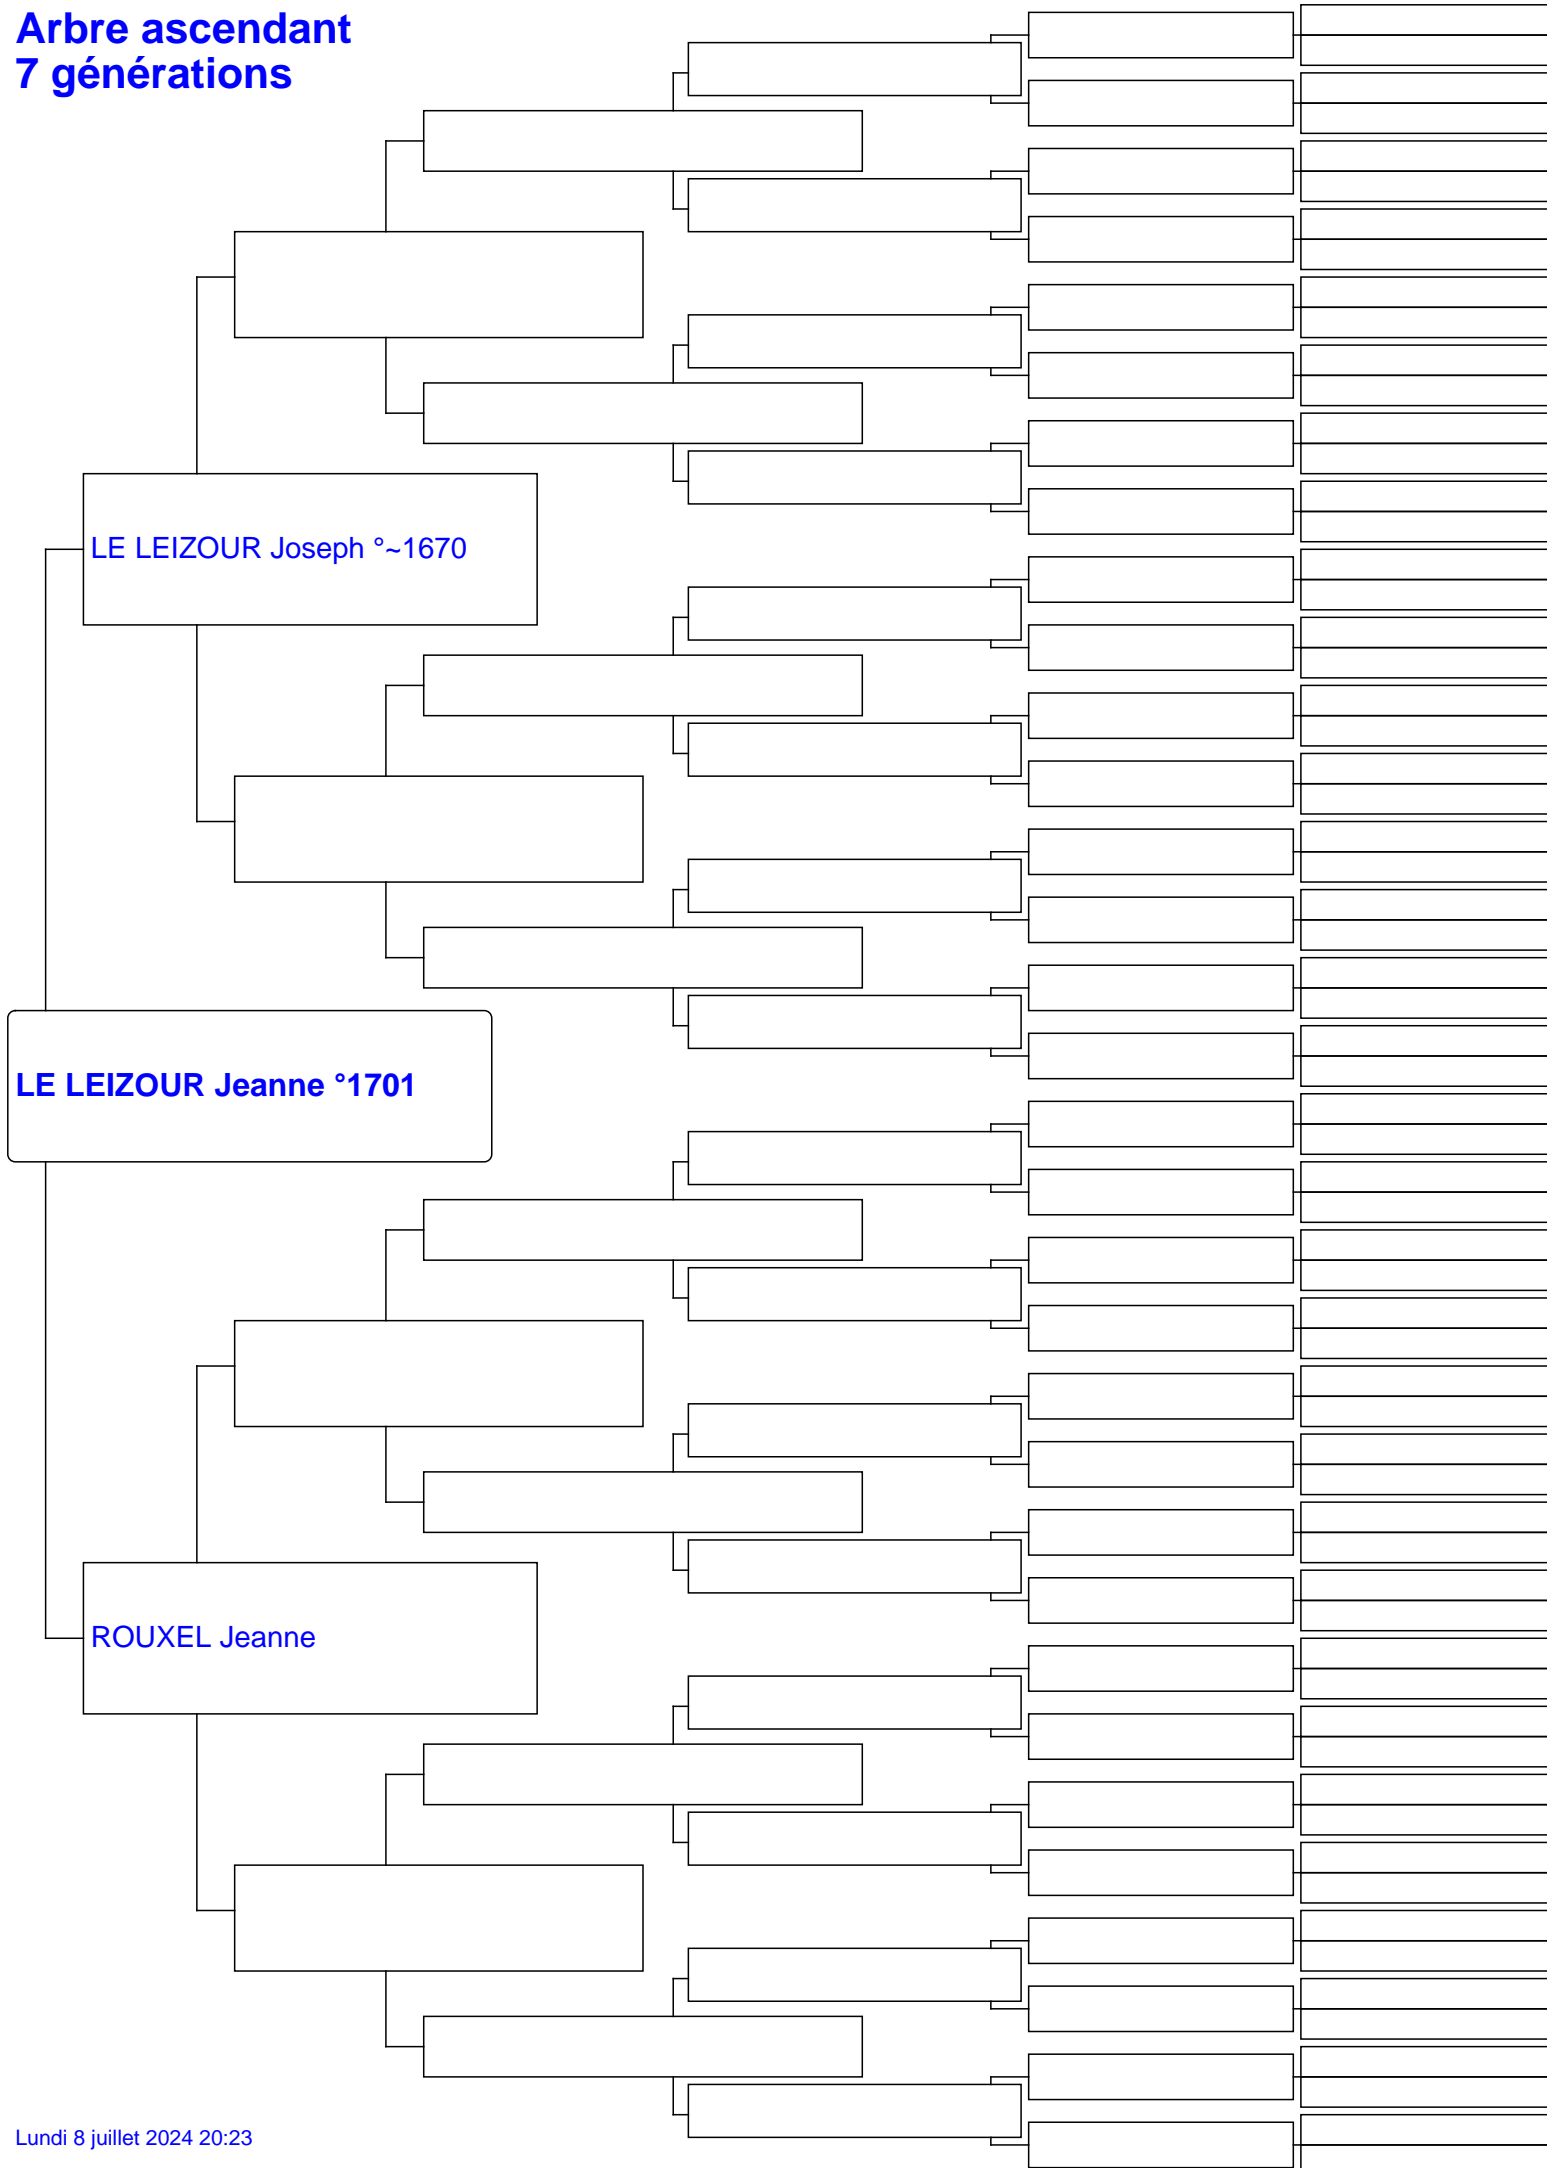 Arbre ascendant
7 générations
LE LEIZOUR Joseph °~1670
LE LEIZOUR Jeanne °1701
ROUXEL Jeanne
Lundi 8 juillet 2024 20:23